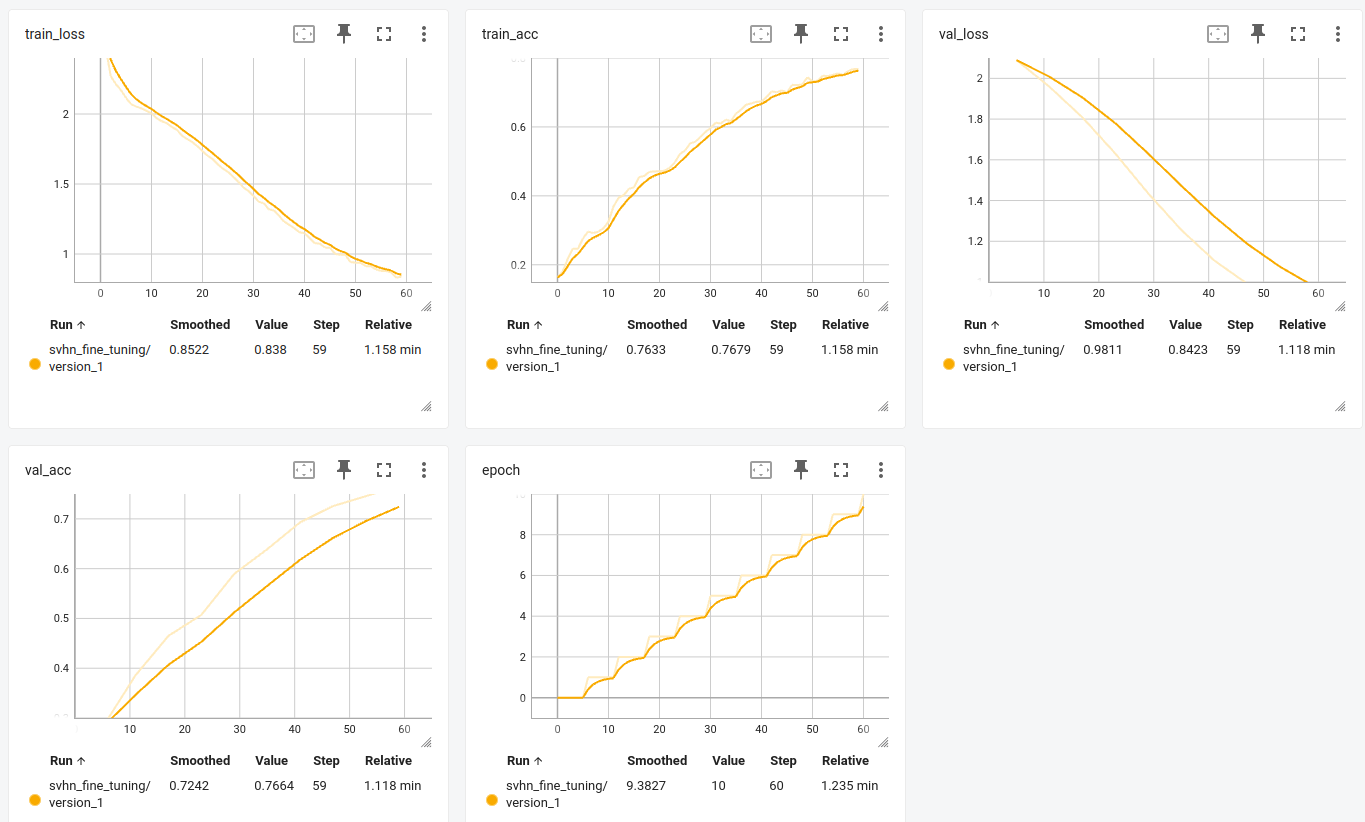 train_loss
2
1.5
1
0 10 20 30 40 50 60
Run ↑ Smoothed Value Step Relative
svhn_fine_tuning/ 0.8522 0.838 59 1.158 min
version_1
train_acc
0.6
0.4
0.2
0 10 20 30 40 50 60
Run ↑ Smoothed Value Step Relative
svhn_fine_tuning/ 0.7633 0.7679 59 1.158 min
version_1
val_loss
2
1.8
1.6
1.4
1.2
10 20 30 40 50 60
Run ↑ Smoothed Value Step Relative
svhn_fine_tuning/ 0.9811 0.8423 59 1.118 min
version_1
val_acc
0.7
0.6
0.5
0.4
10 20 30 40 50 60
Run ↑ Smoothed Value Step Relative
svhn_fine_tuning/ 0.7242 0.7664 59 1.118 min
version_1
epoch
8
6
4
2
0
0 10 20 30 40 50 60
Run ↑ Smoothed Value Step Relative
svhn_fine_tuning/ 9.3827 10 60 1.235 min
version_1